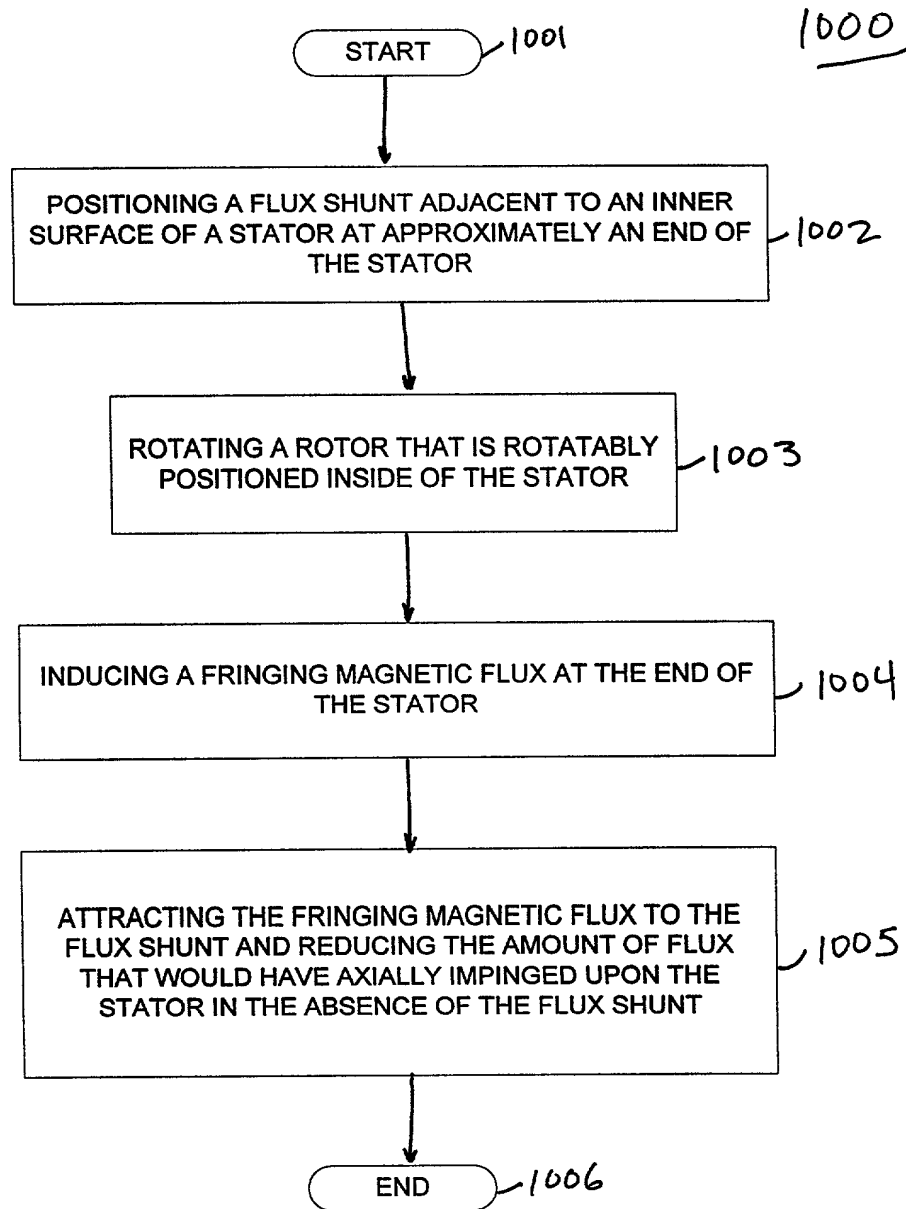 1000
START 1001
POSITIONING A FLUX SHUNT ADJACENT TO AN INNER
SURFACE OF A STATOR AT APPROXIMATELY AN END OF
THE STATOR
1002
ROTATING A ROTOR THAT IS ROTATABLY
POSITIONED INSIDE OF THE STATOR
1003
INDUCING A FRINGING MAGNETIC FLUX AT THE END OF
THE STATOR
1004
ATTRACTING THE FRINGING MAGNETIC FLUX TO THE
FLUX SHUNT AND REDUCING THE AMOUNT OF FLUX
THAT WOULD HAVE AXIALLY IMPINGED UPON THE
STATOR IN THE ABSENCE OF THE FLUX SHUNT
1005
END 1006